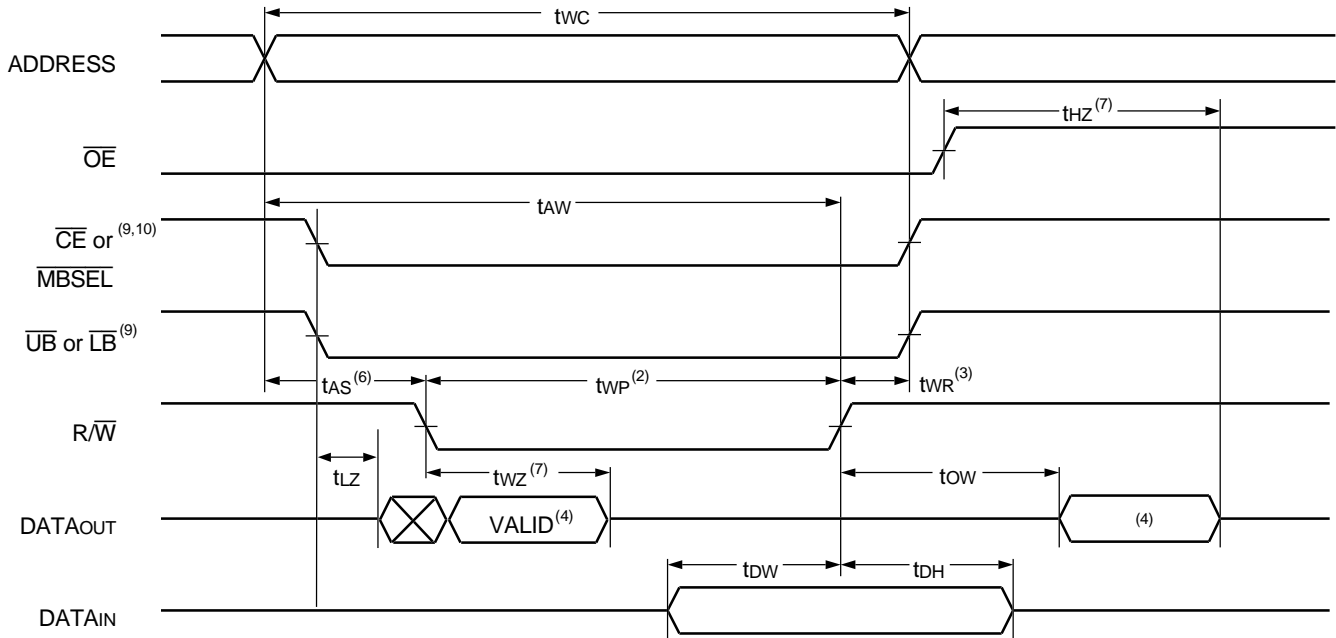 tWC
ADDRESS
tHZ(7)
OE
tAW
CE or (9,10)
MBSEL
UB or LB(9)
tAS(6)
tWP(2)
tWR(3)
R/W
tLZ
tWZ(7)
tOW
DATAOUT
VALID(4)
(4)
tDW
tDH
DATAIN